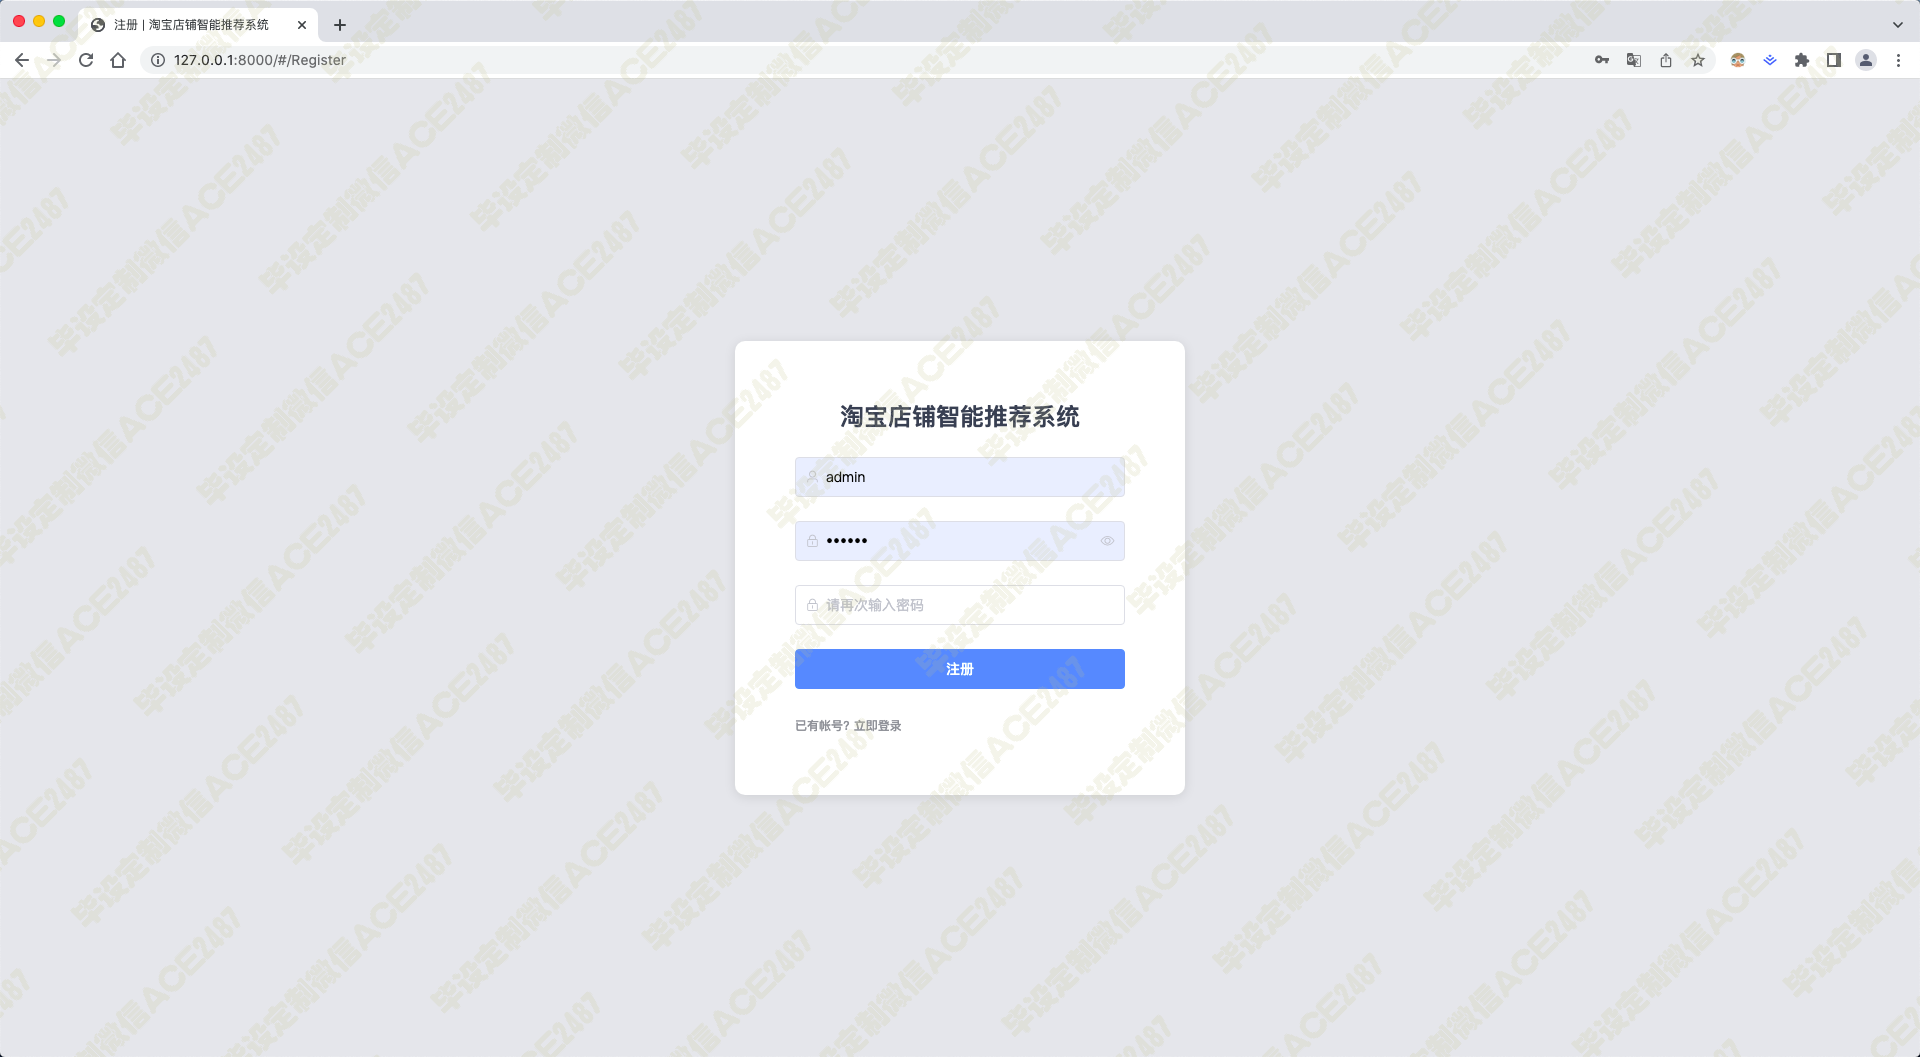 注册 | 淘宝店铺智能推荐系统
127.0.0.1:8000/#/Register
淘宝店铺智能推荐系统
admin
••••••
请再次输入密码
注册
已有帐号? 立即登录
毕设定制微信ACE2487